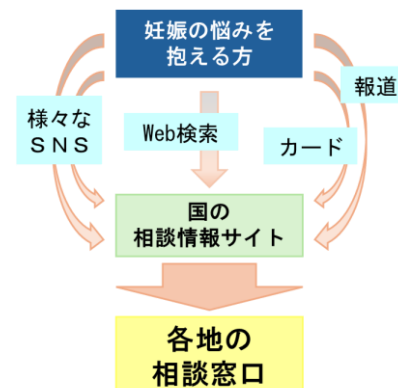 妊娠の悩みを
抱える方
報道
様々な
ＳＮＳ
Web検索
カード
国の
相談情報サイト
各地の
相談窓口